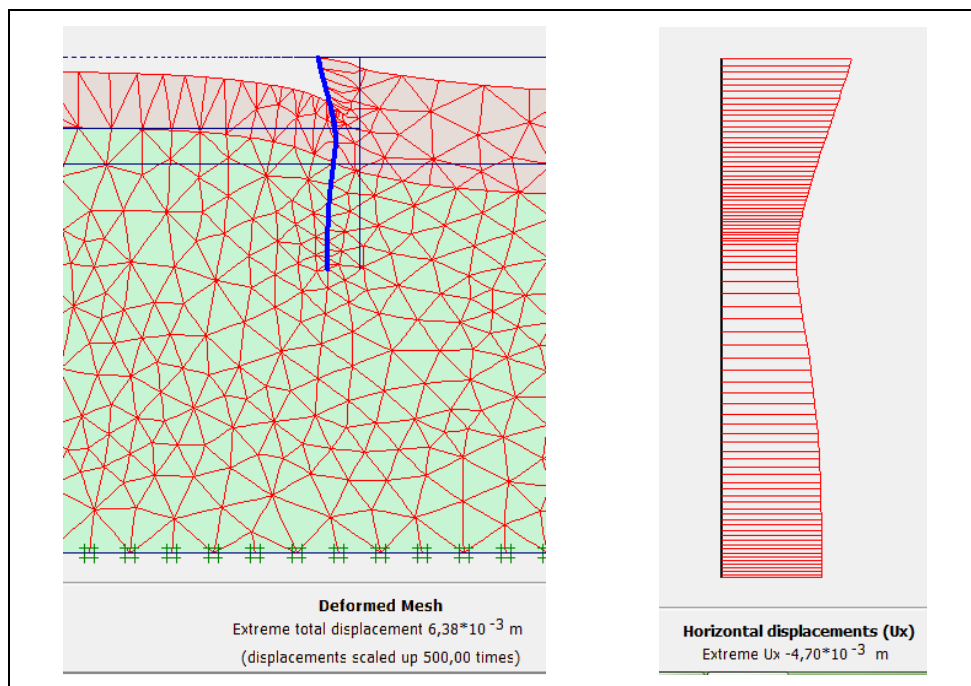 Deformed Mesh
Extreme total displacement 6,38*10 -3 m
(displacements scaled up 500,00 times)
Horizontal displacements (Ux)
Extreme Ux -4,70*10 -3 m